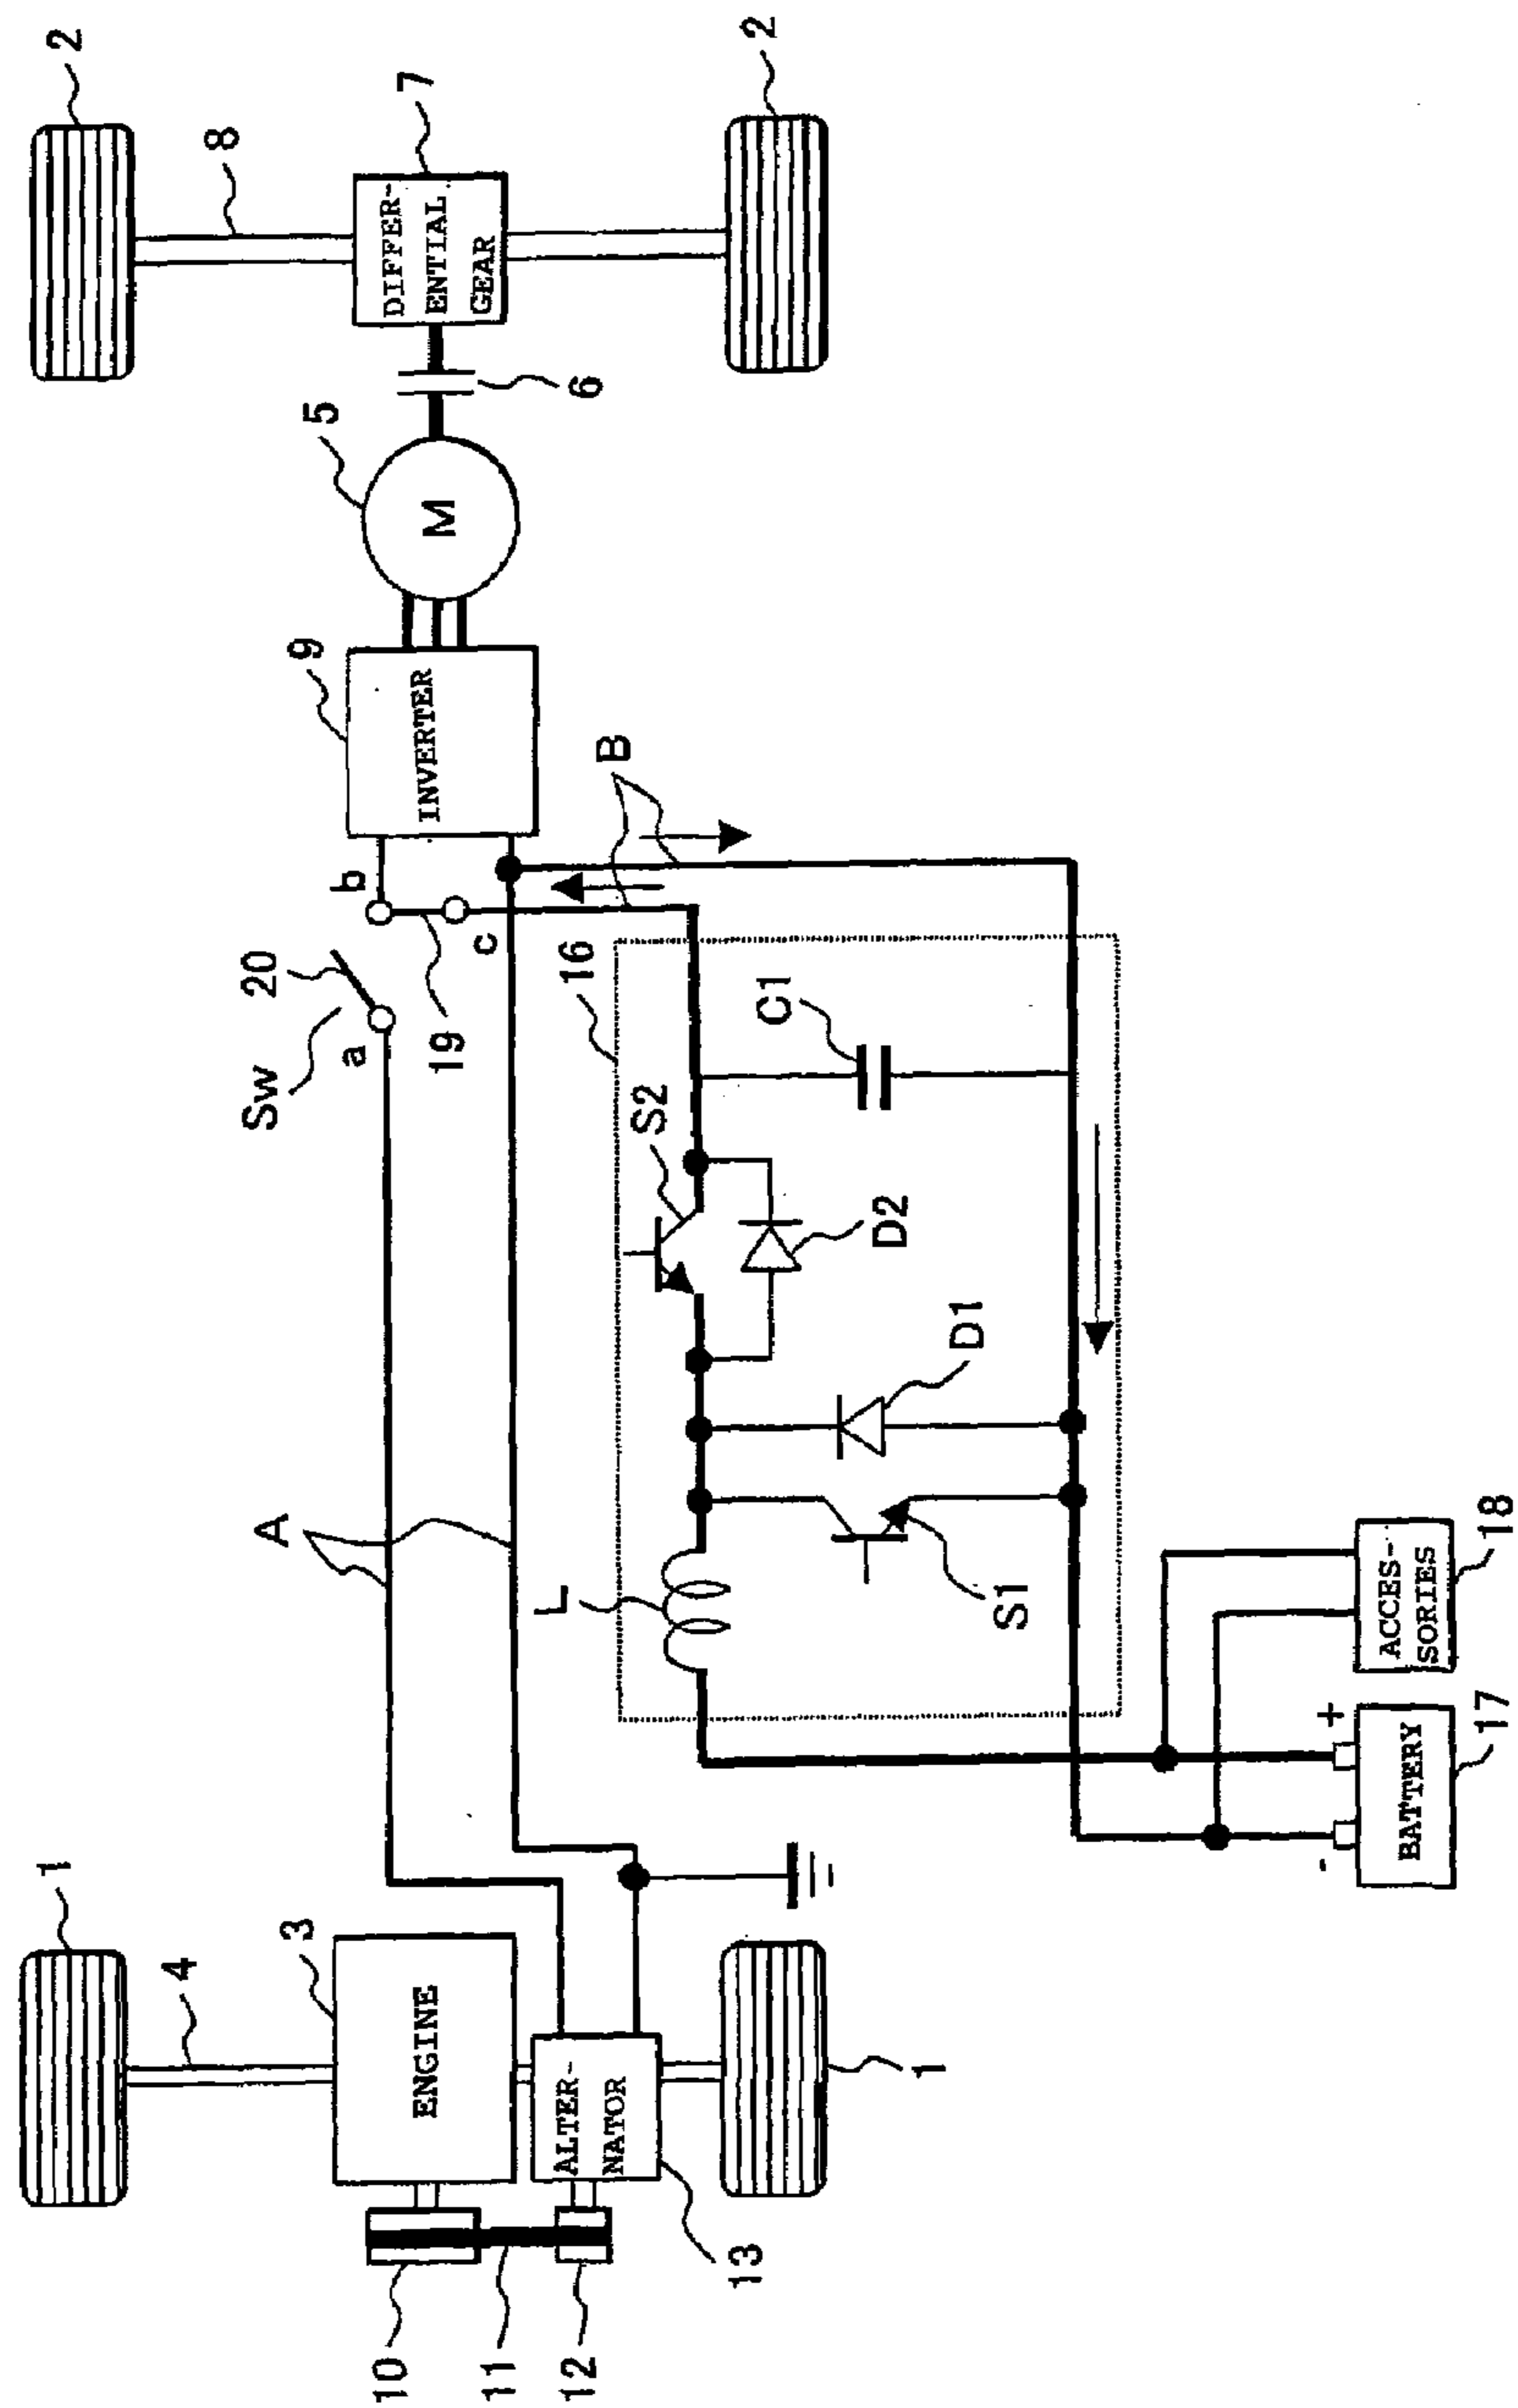 2
2
8
7
DIFFER-
ENTIAL
GEAR
6
5
M
9
INVERTER
B
b
c
20
Sw
a
19
16
C1
S2
D2
D1
A
L
S1
ACCES-
SORIES
18
+
-
BATTERY
17
1
4
3
ENGINE
ALTER-
NATOR
1
13
10
11
12